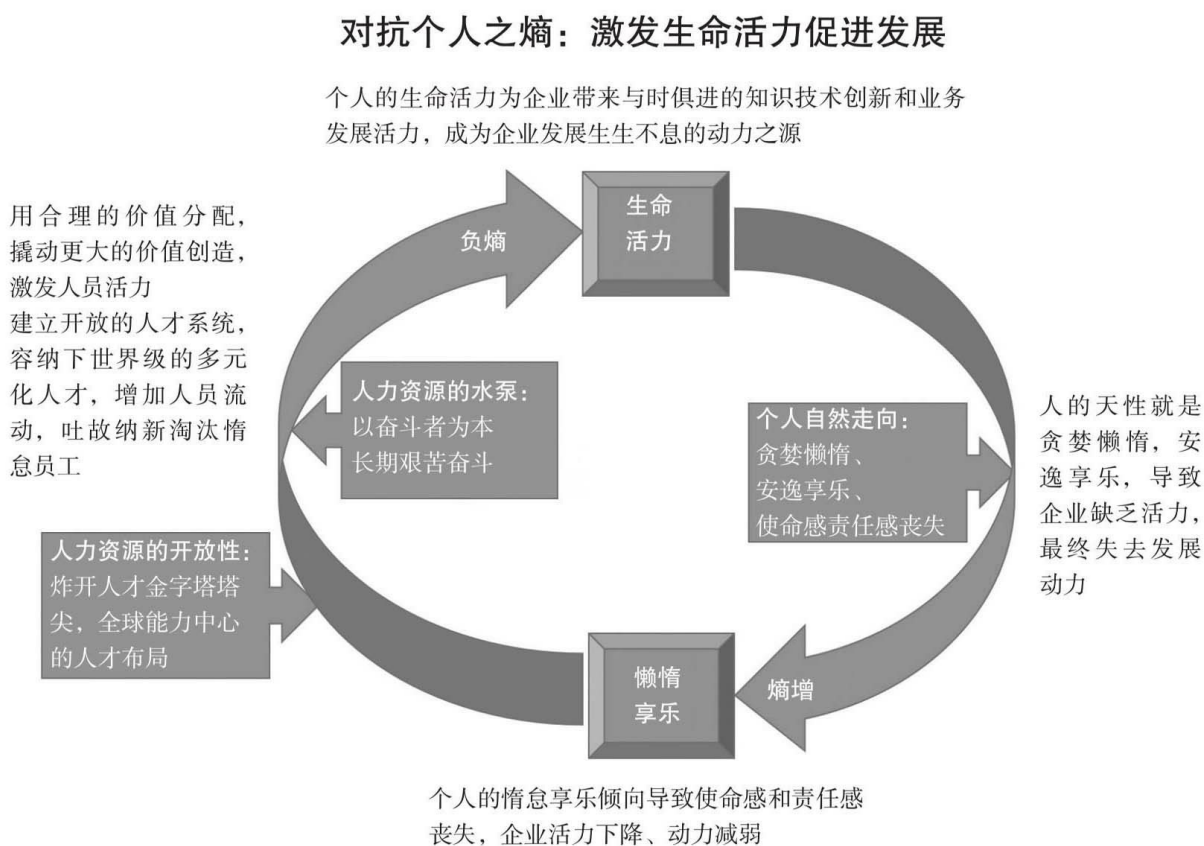 对抗个人之熵：激发生命活力促进发展
个人的生命活力为企业带来与时俱进的知识技术创新和业务
发展活力，成为企业发展生生不息的动力之源
用合理的价值分配，
撬动更大的价值创造，
激发人员活力
建立开放的人才系统，
容纳下世界级的多元
化人才，增加人员流
动，吐故纳新淘汰惰
怠员工
负熵
生命
活力
人力资源的水泵：
以奋斗者为本
长期艰苦奋斗
个人自然走向：
贪婪懒惰、
安逸享乐、
使命感责任感丧失
人的天性就是
贪婪懒惰，安
逸享乐，导致
企业缺乏活力，
最终失去发展
动力
人力资源的开放性：
炸开人才金字塔塔
尖，全球能力中心
的人才布局
懒惰
享乐
熵增
个人的惰怠享乐倾向导致使命感和责任感
丧失，企业活力下降、动力减弱